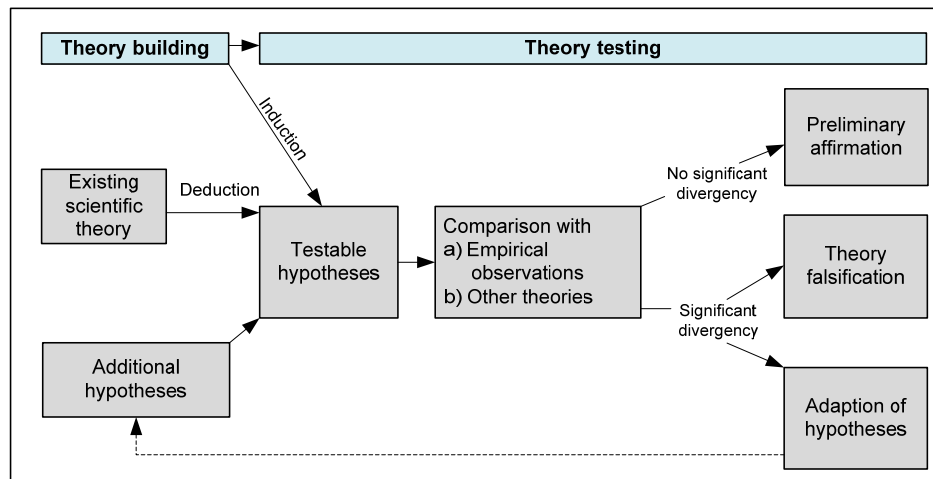 Theory building
Theory testing
Induction
Preliminary
affirmation
No significant
divergency
Existing
scientific
theory
Deduction
Testable
hypotheses
Comparison with
a) Empirical
observations
b) Other theories
Theory
falsification
Significant
divergency
Additional
hypotheses
Adaption of
hypotheses